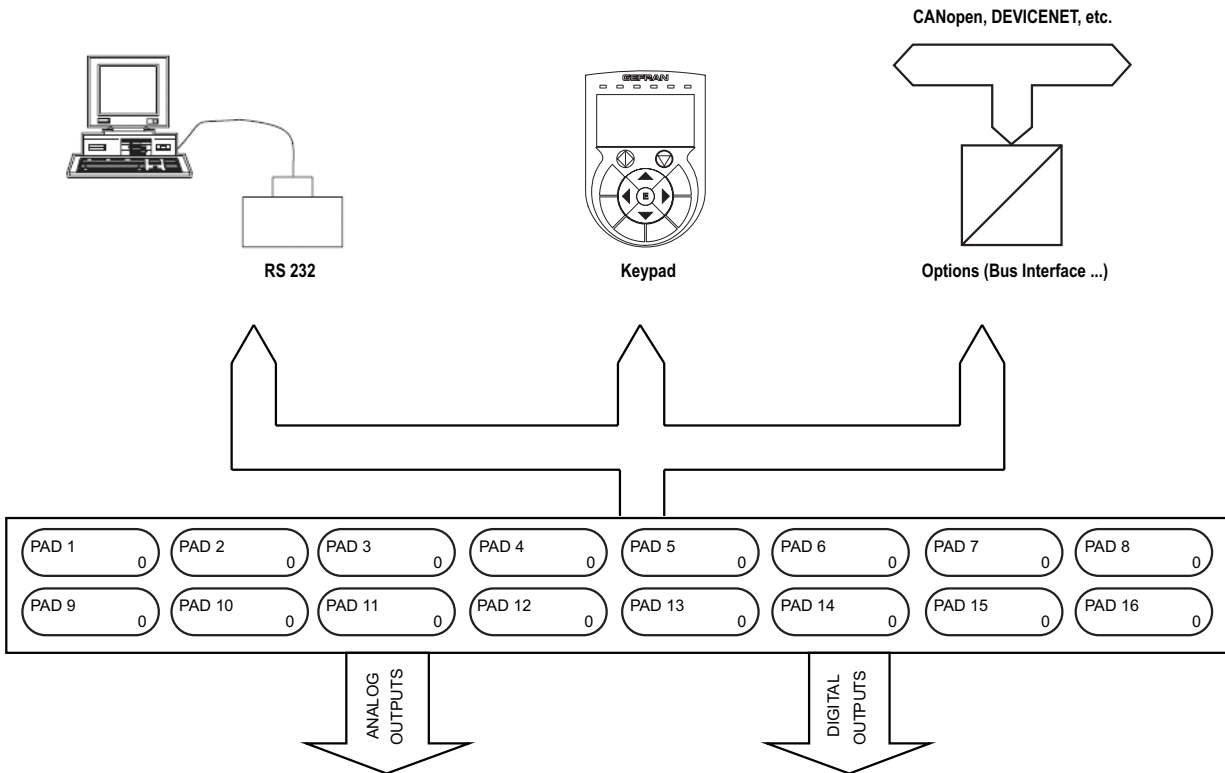 CANopen, DEVICENET, etc.
GEFRAN
E
RS 232
Keypad
Options (Bus Interface ...)
PAD 1
0
PAD 2
0
PAD 3
0
PAD 4
0
PAD 5
0
PAD 6
0
PAD 7
0
PAD 8
0
PAD 9
0
PAD 10
0
PAD 11
0
PAD 12
0
PAD 13
0
PAD 14
0
PAD 15
0
PAD 16
0
ANALOG
OUTPUTS
DIGITAL
OUTPUTS